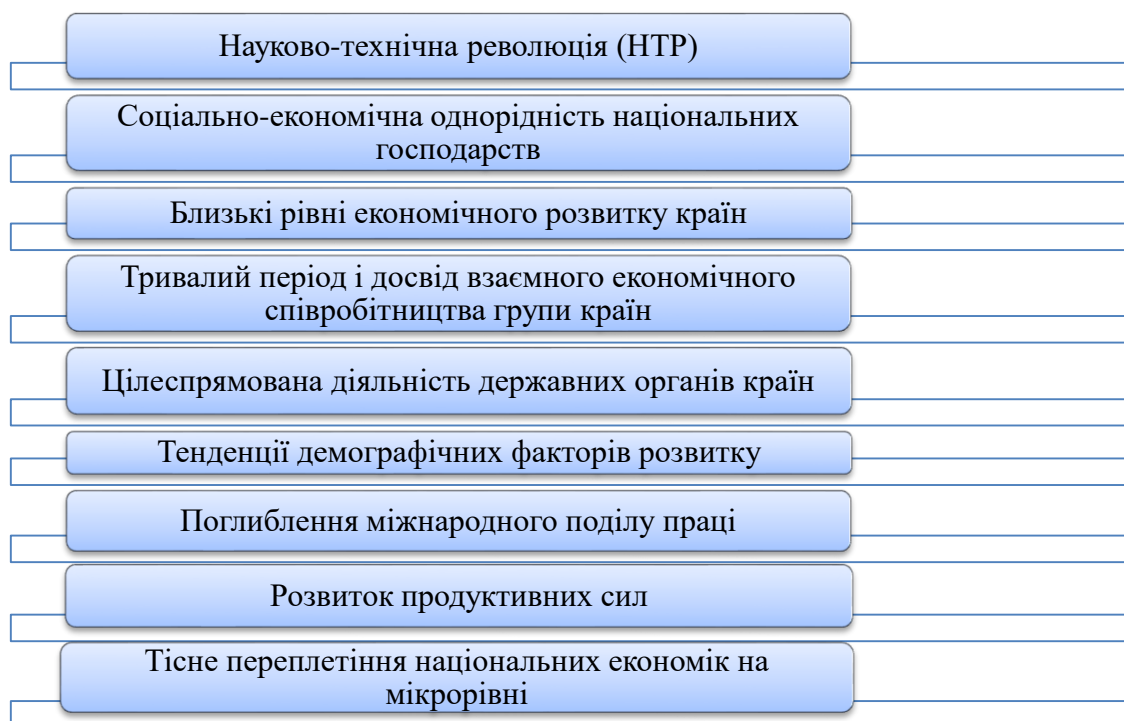 Науково-технічна революція (НТР)
Соціально-економічна однорідність національних
господарств
Близькі рівні економічного розвитку країн
Тривалий період і досвід взаємного економічного
співробітництва групи країн
Цілеспрямована діяльність державних органів країн
Тенденції демографічних факторів розвитку
Поглиблення міжнародного поділу праці
Розвиток продуктивних сил
Тісне переплетіння національних економік на
мікрорівні